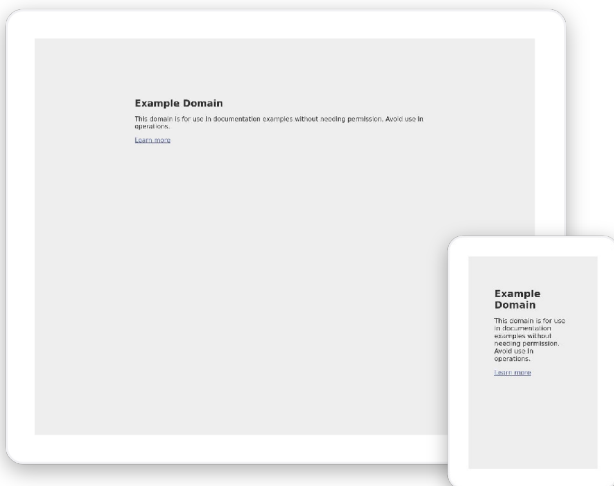 Example Domain
This domain is for use in documentation examples without needing permission. Avoid use in
operations.
Learn more
Example
Domain
This domain is for use
in documentation
examples without
needing permission.
Avoid use in
operations.
Learn more